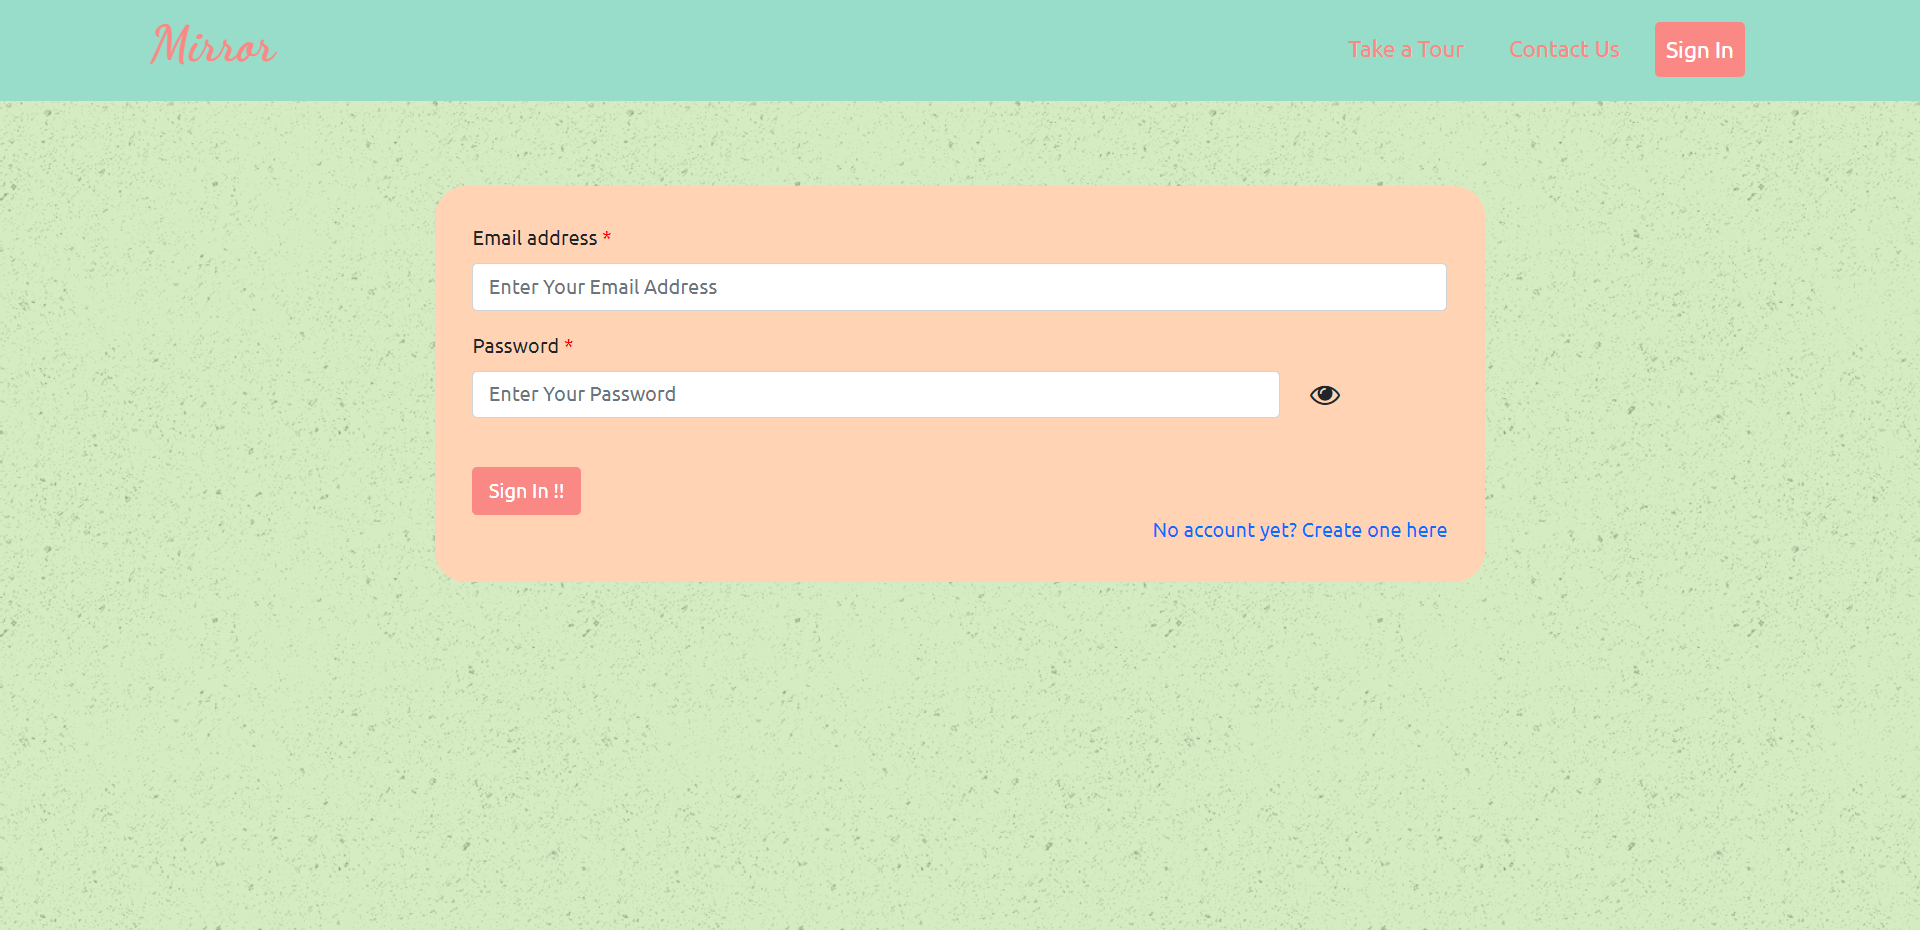 Mirror
Take a Tour
Contact Us
Sign In
Email address *
Enter Your Email Address
Password *
Enter Your Password
Sign In !!
No account yet? Create one here